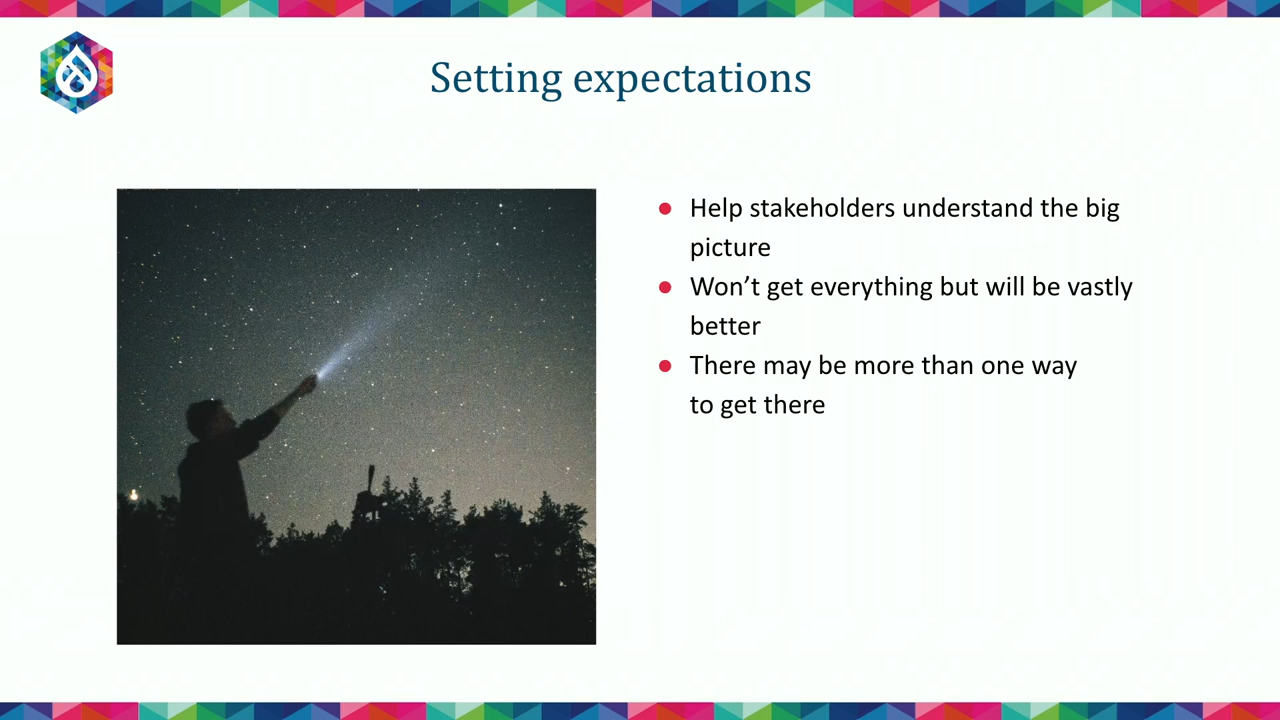 Setting expectations
● Help stakeholders understand the big
picture
● Won’t get everything but will be vastly
better
● There may be more than one way
to get there